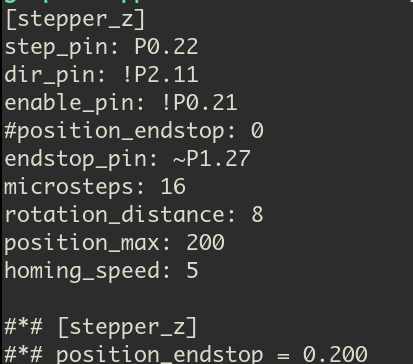 [stepper_z]
step_pin: P0.22
dir_pin: !P2.11
enable_pin: !P0.21
#position_endstop: 0
endstop_pin: ~P1.27
microsteps: 16
rotation_distance: 8
position_max: 200
homing_speed: 5
#*# [stepper_z]
#*# position_endstop = 0.200